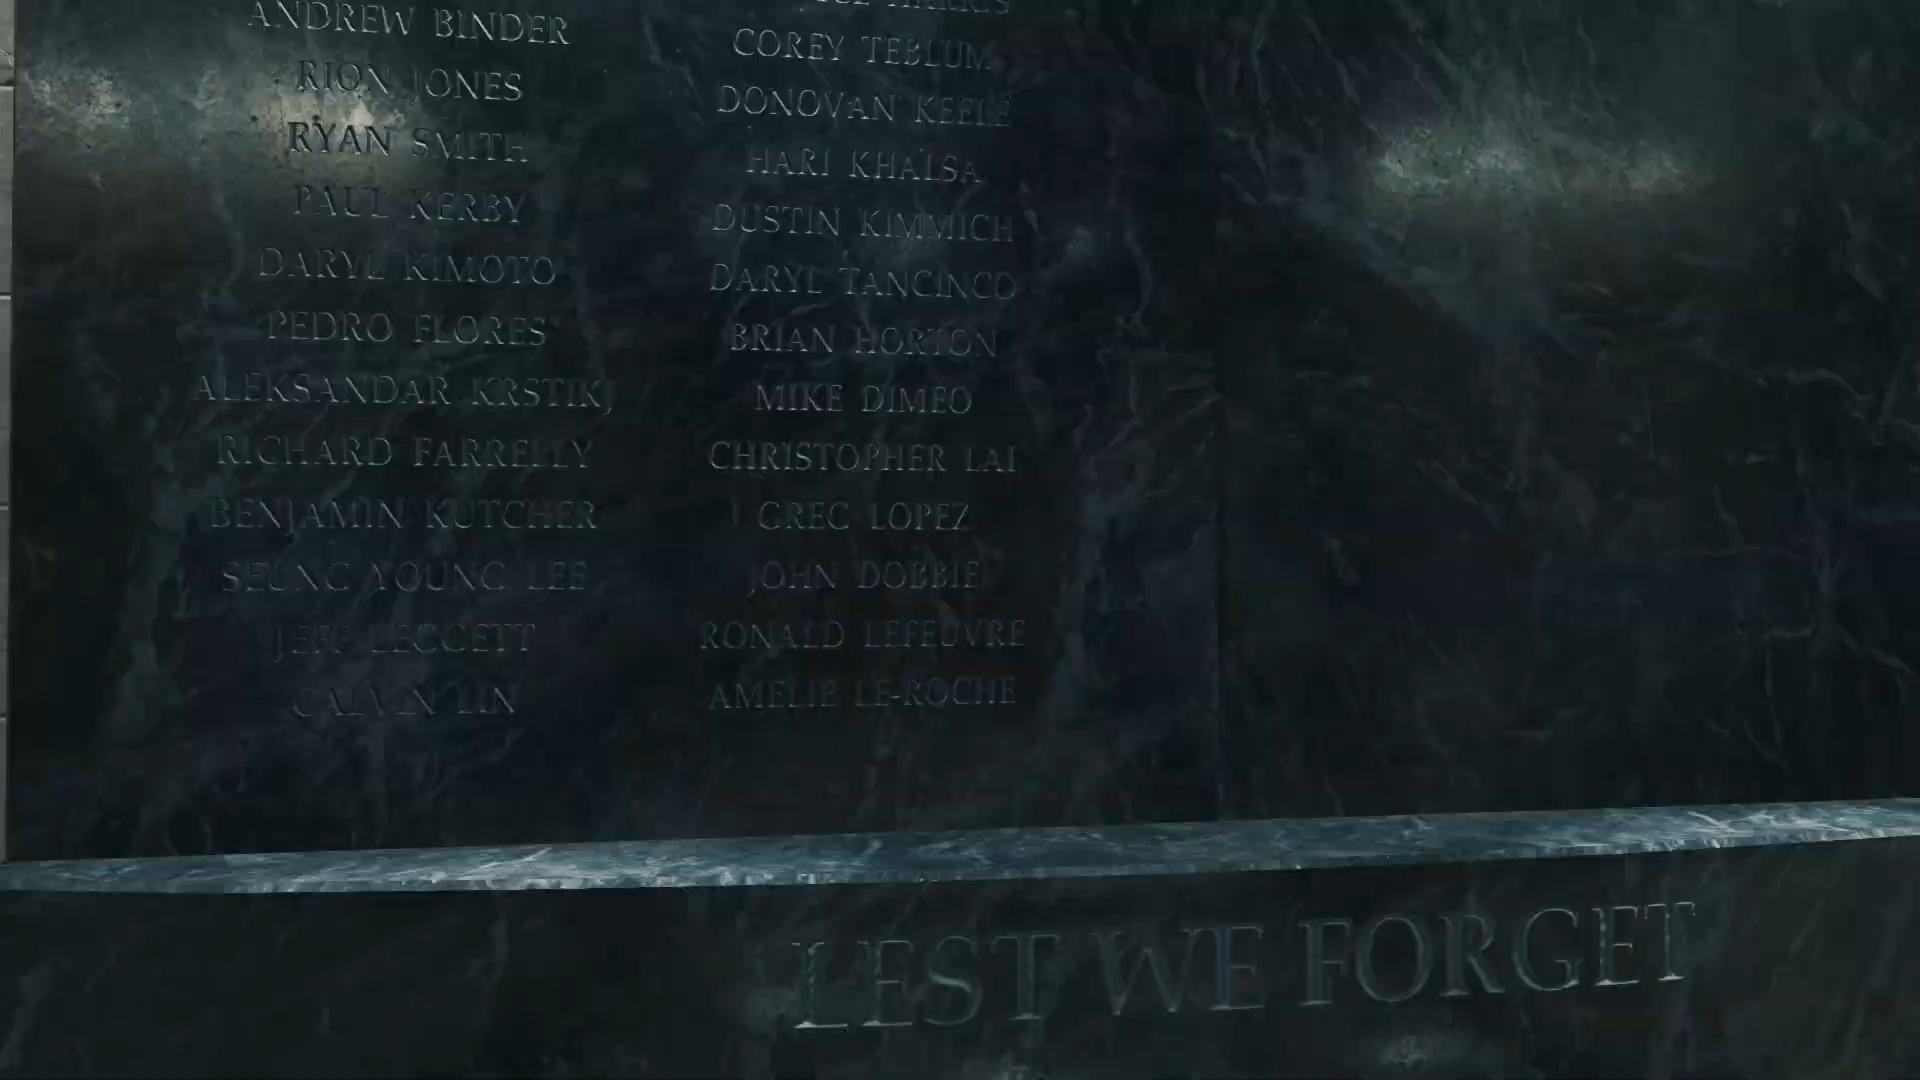 ANDREW BINDER
RION JONES
RYAN SMITH
PAUL KERBY
DARYL KIMOTO
PEDRO FLORES
ALEKSANDAR KRSTIKJ
RICHARD FARRELLY
BENJAMIN KUTCHER
SEUNG YOUNG LEE
JEFF LEGGETT
CALVIN LIN
HARRIS
COREY TEBLUM
DONOVAN KEELE
HARI KHALSA
DUSTIN KIMMICH
DARYL TANCINCO
BRIAN HORTON
MIKE DIMEO
CHRISTOPHER LAI
GREG LOPEZ
JOHN DOBBIE
RONALD LEFEUVRE
AMELIE LE-ROCHE
LEST WE FORGET